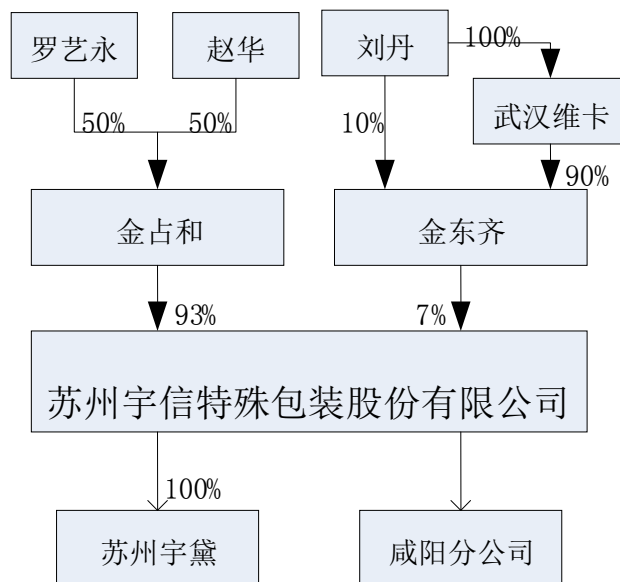 罗艺永
赵华
刘丹
100%
武汉维卡
50%
50%
10%
90%
金占和
金东齐
93%
7%
苏州宇信特殊包装股份有限公司
100%
苏州宇黛
咸阳分公司